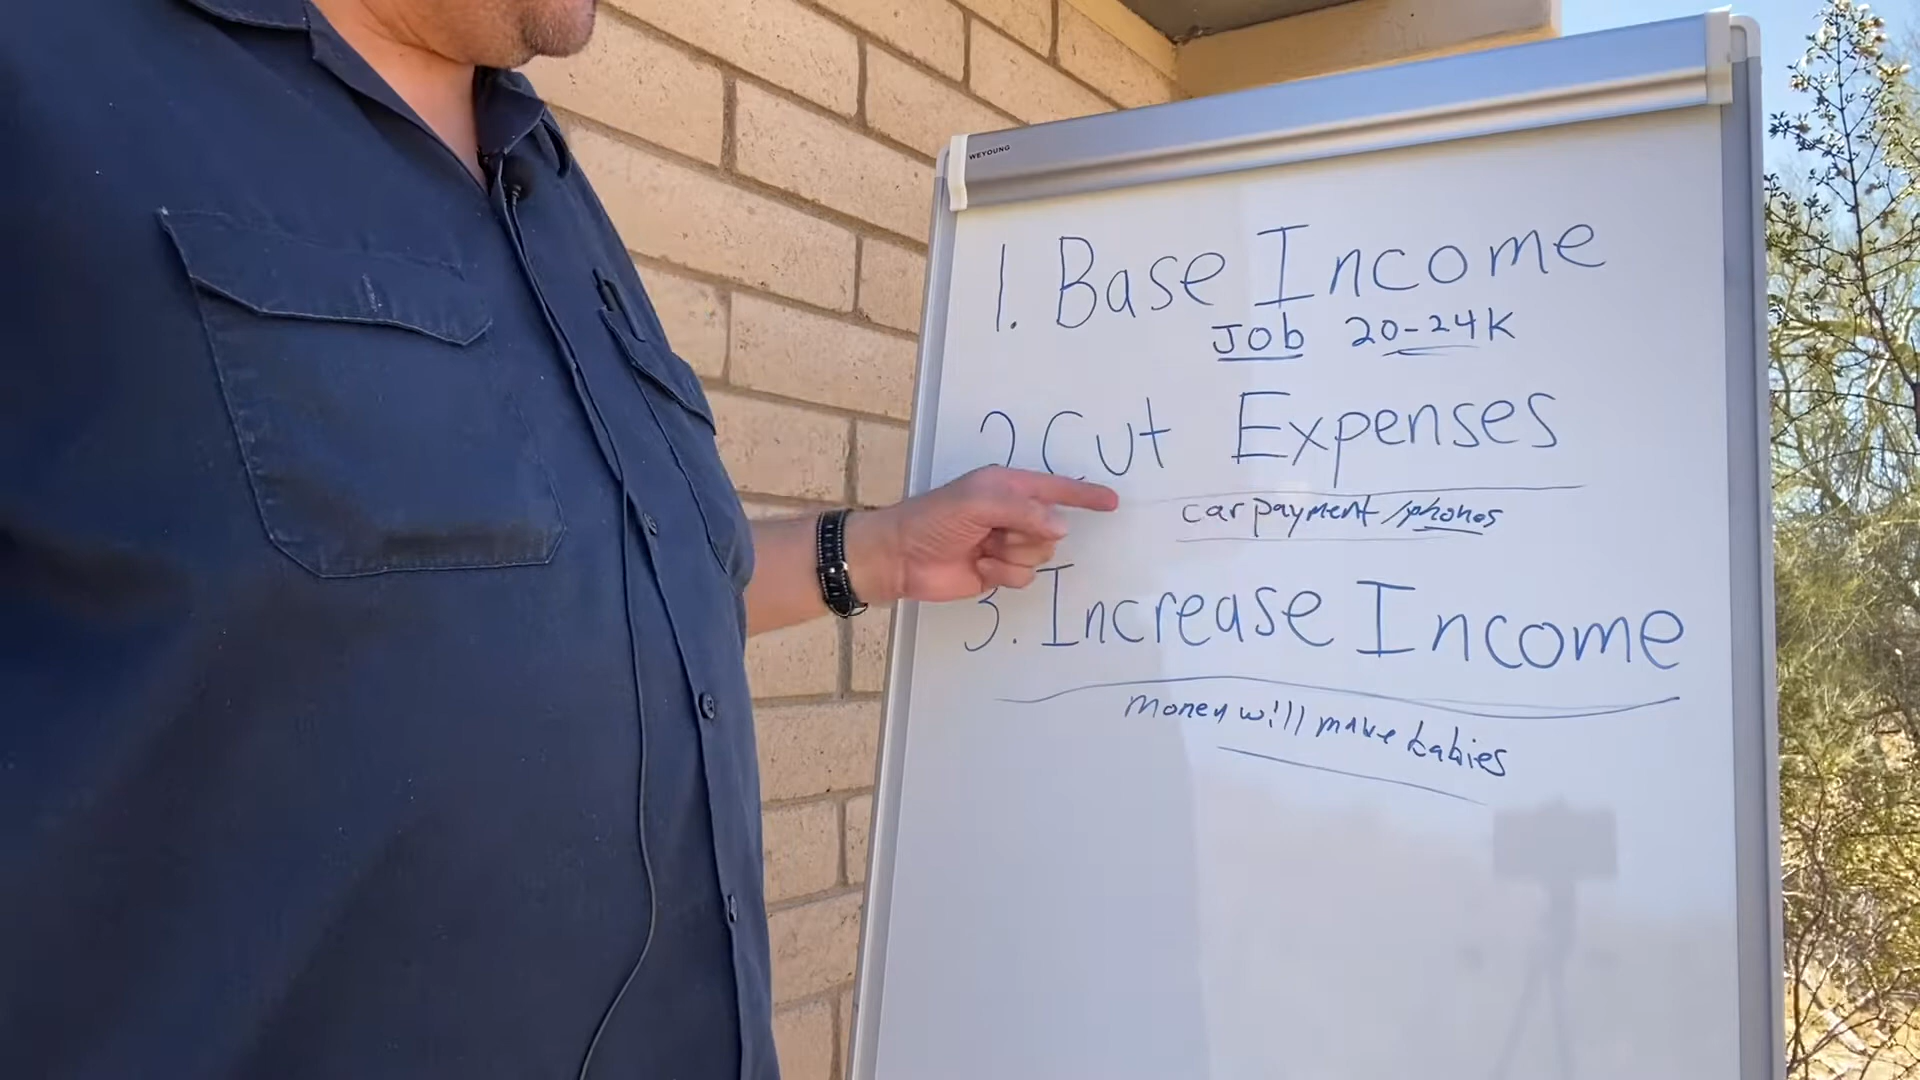 WEYOUNG
1. Base Income
Job 20-24K
2 Cut Expenses
car payment/phones
3. Increase Income
money will make babies